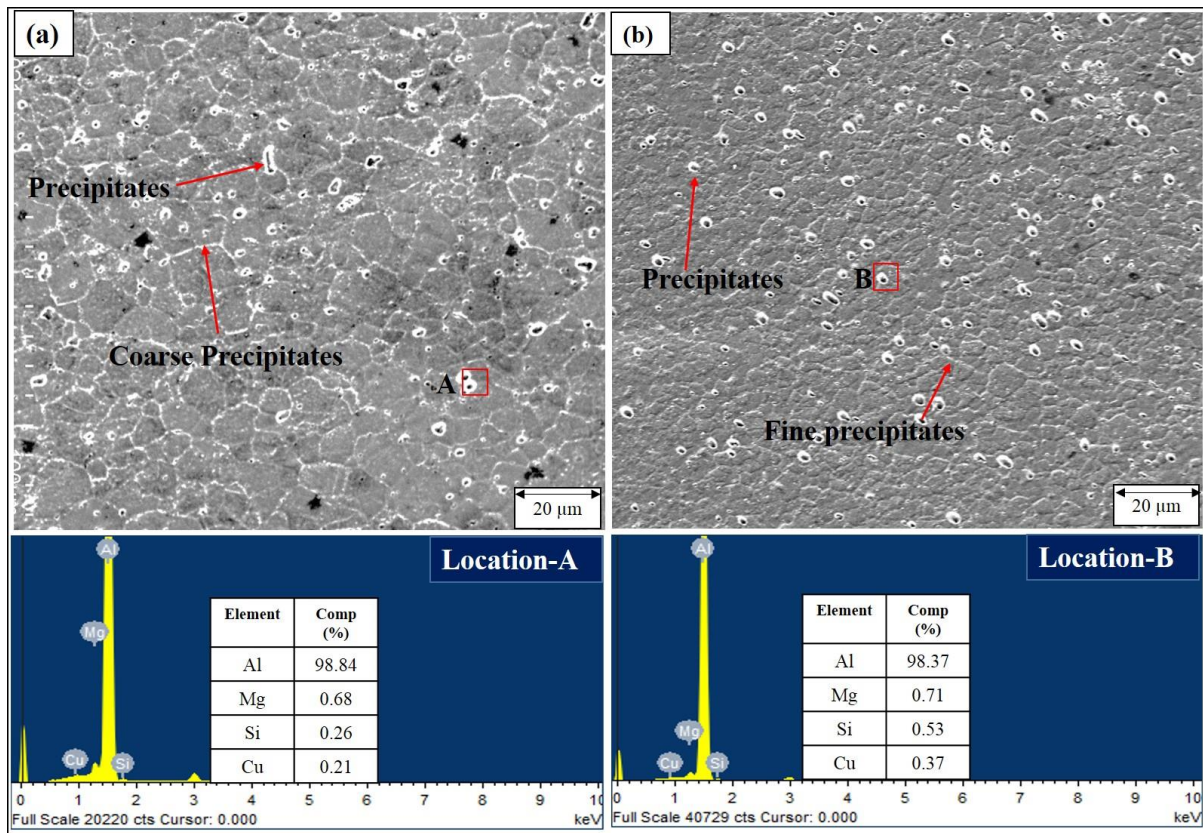 (a)
Precipitates
Coarse Precipitates
A
20 μm
(b)
Precipitates
B
Fine precipitates
20 μm
Location-A
Al
Mg
Cu
Si
Element Comp (%)
Al 98.84
Mg 0.68
Si 0.26
Cu 0.21
0 1 2 3 4 5 6 7 8 9 10
Full Scale 20220 cts Cursor: 0.000 keV
Location-B
Al
Mg
Cu
Si
Element Comp (%)
Al 98.37
Mg 0.71
Si 0.53
Cu 0.37
0 1 2 3 4 5 6 7 8 9 10
Full Scale 40729 cts Cursor: 0.000 keV